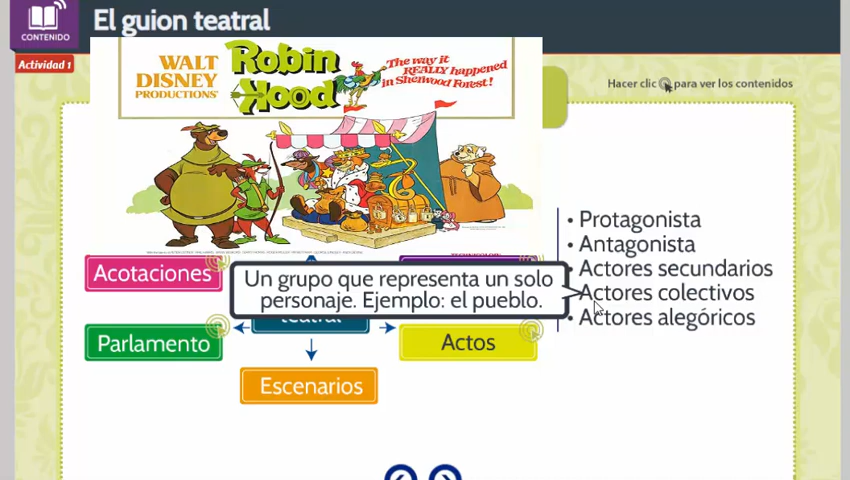 El guion teatral
CONTENIDO
Actividad 1
Hacer clic para ver los contenidos
WALT
DISNEY
PRODUCTIONS'
Robin
Hood
The way it
REALLY happened
in Sherwood Forest!
TECHNICOLOR
• Protagonista
• Antagonista
• Actores secundarios
• Actores colectivos
• Actores alegóricos
Acotaciones
Un grupo que representa un solo
personaje. Ejemplo: el pueblo.
teatral
Parlamento
Actos
Escenarios